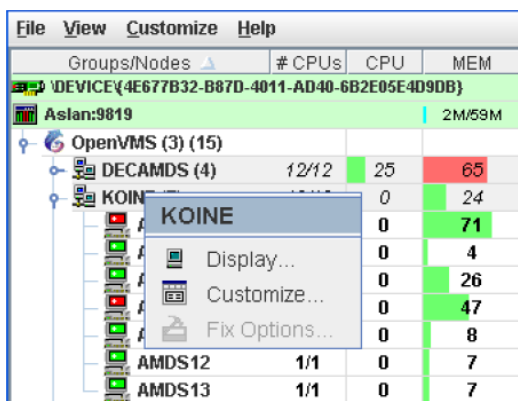 File View Customize Help
Groups/Nodes # CPUs CPU MEM
\DEVICE\{4E677B32-B87D-4011-AD40-6B2E05E4D9DB}
Aslan:9819 2M/59M
OpenVMS (3) (15)
DECAMDS (4) 12/12 25 65
KOINE 0 24
KOINE
0 71
Display... 0 4
0 26
Customize... 0 47
Fix Options... 0 8
AMDS12 1/1 0 7
AMDS13 1/1 0 7